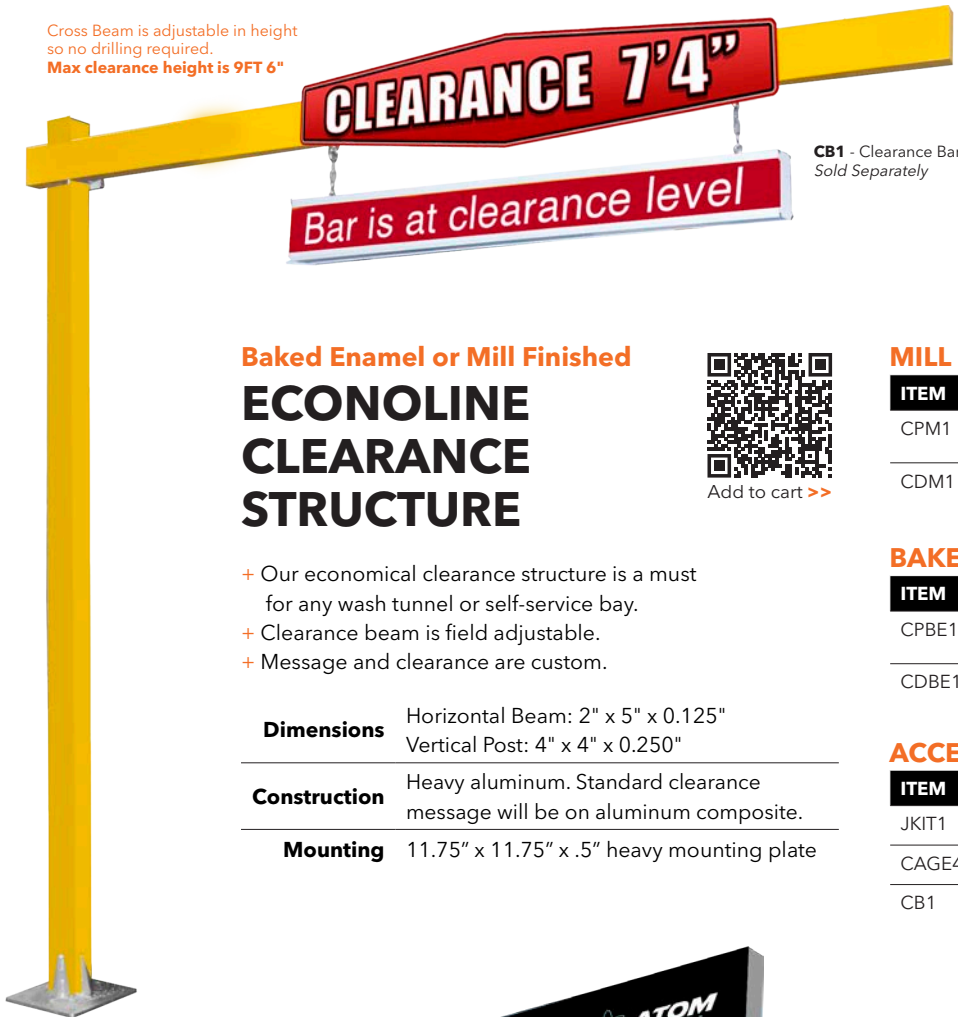 Cross Beam is adjustable in height
so no drilling required.
Max clearance height is 9FT 6"
CLEARANCE 7’4”
CB1 - Clearance Bar
Sold Separately
Bar is at clearance level
Baked Enamel or Mill Finished
ECONOLINE
CLEARANCE
STRUCTURE
Add to cart >>
+ Our economical clearance structure is a must
for any wash tunnel or self-service bay.
+ Clearance beam is field adjustable.
+ Message and clearance are custom.
Dimensions Horizontal Beam: 2" x 5" x 0.125"
Vertical Post: 4" x 4" x 0.250"
Construction Heavy aluminum. Standard clearance
message will be on aluminum composite.
Mounting 11.75” x 11.75” x .5” heavy mounting plate
MILL
ITEM
CPM1
CDM1
BAKE
ITEM
CPBE1
CDBE1
ACCE
ITEM
JKIT1
CAGE4
CB1
ATOM